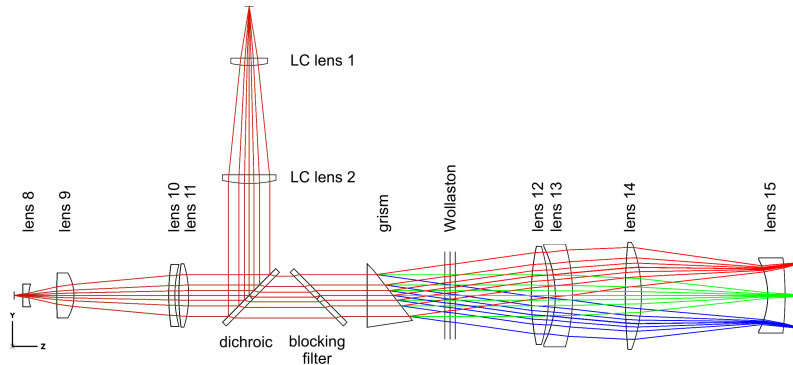 LC lens 1
LC lens 2
lens 8
lens 9
lens 10
lens 11
grism
Wollaston
lens 12
lens 13
lens 14
lens 15
Y
Z
dichroic
blocking
filter